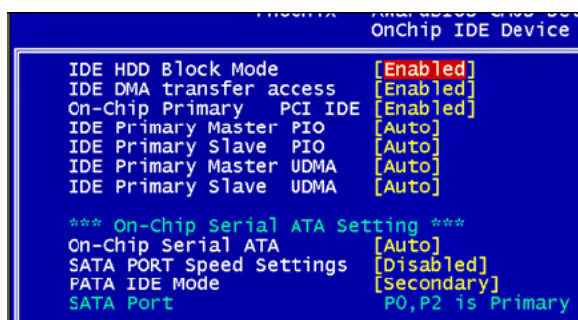 OnChip IDE Device
IDE HDD Block Mode [Enabled]
IDE DMA transfer access [Enabled]
On-Chip Primary PCI IDE [Enabled]
IDE Primary Master PIO [Auto]
IDE Primary Slave PIO [Auto]
IDE Primary Master UDMA [Auto]
IDE Primary Slave UDMA [Auto]
*** On-Chip Serial ATA Setting ***
On-Chip Serial ATA [Auto]
SATA PORT Speed Settings [Disabled]
PATA IDE Mode [Secondary]
SATA Port P0,P2 is Primary